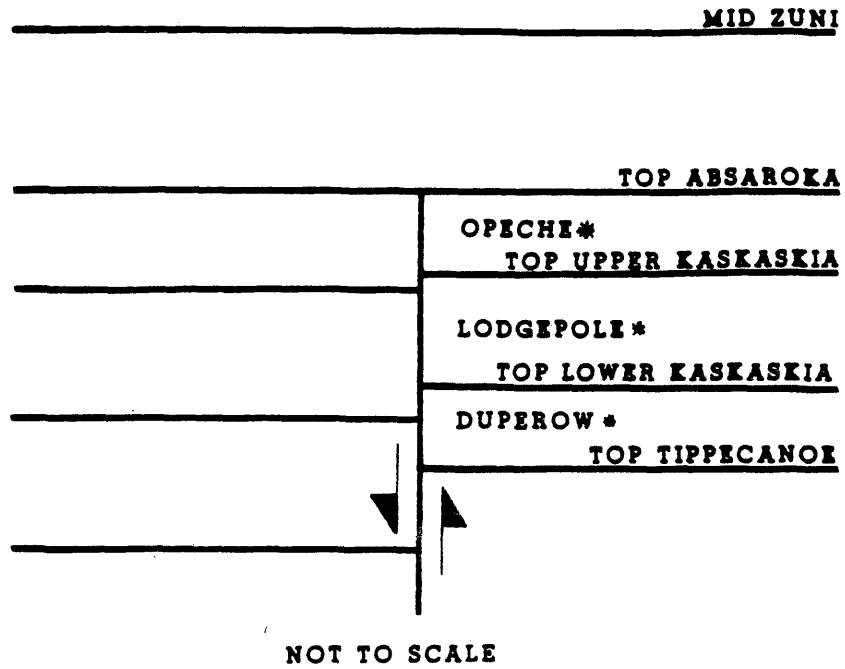 MID ZUNI
TOP ABSAROKA
OPECHE*
TOP UPPER KASKASKIA
LODGEPOLE*
TOP LOWER KASKASKIA
DUPEROW*
TOP TIPPECANOE
NOT TO SCALE